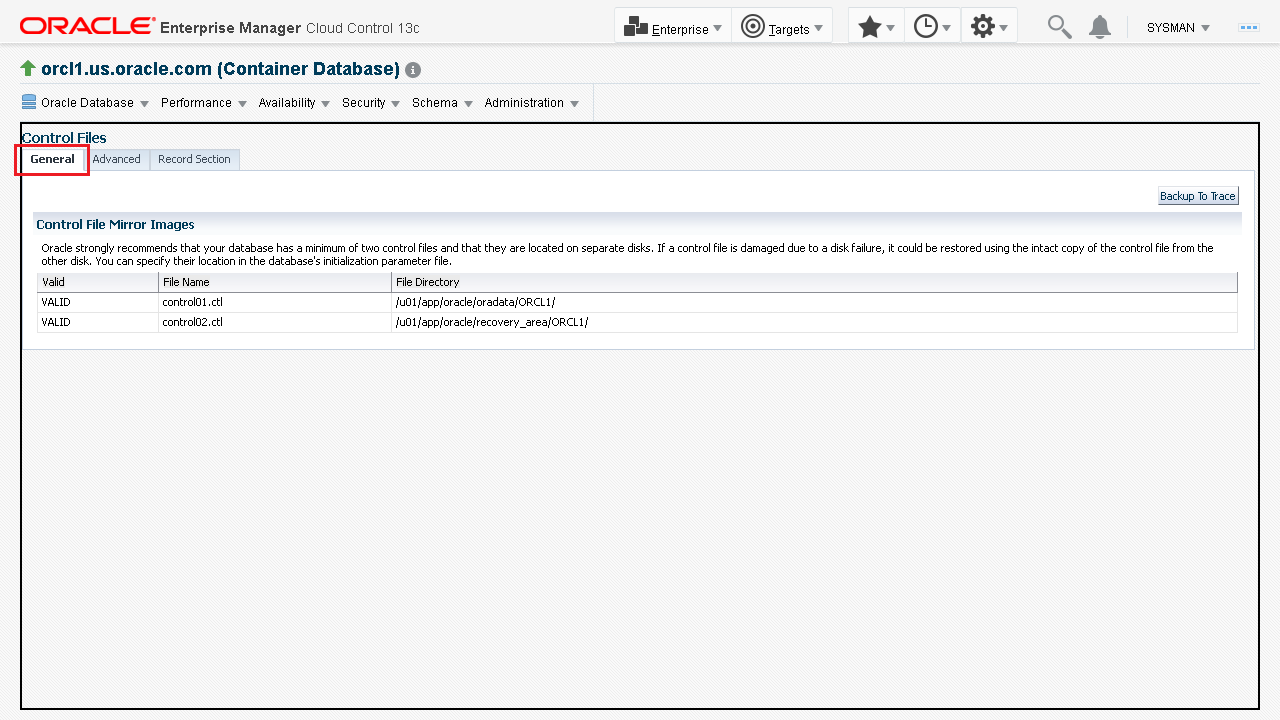 ORACLE® Enterprise Manager Cloud Control 13c Enterprise Targets SYSMAN
orcl1.us.oracle.com (Container Database)
Oracle Database Performance Availability Security Schema Administration
Control Files
General Advanced Record Section
Backup To Trace
Control File Mirror Images
Oracle strongly recommends that your database has a minimum of two control files and that they are located on separate disks. If a control file is damaged due to a disk failure, it could be restored using the intact copy of the control file from the
other disk. You can specify their location in the database's initialization parameter file.
Valid File Name File Directory
VALID control01.ctl /u01/app/oracle/oradata/ORCL1/
VALID control02.ctl /u01/app/oracle/recovery_area/ORCL1/